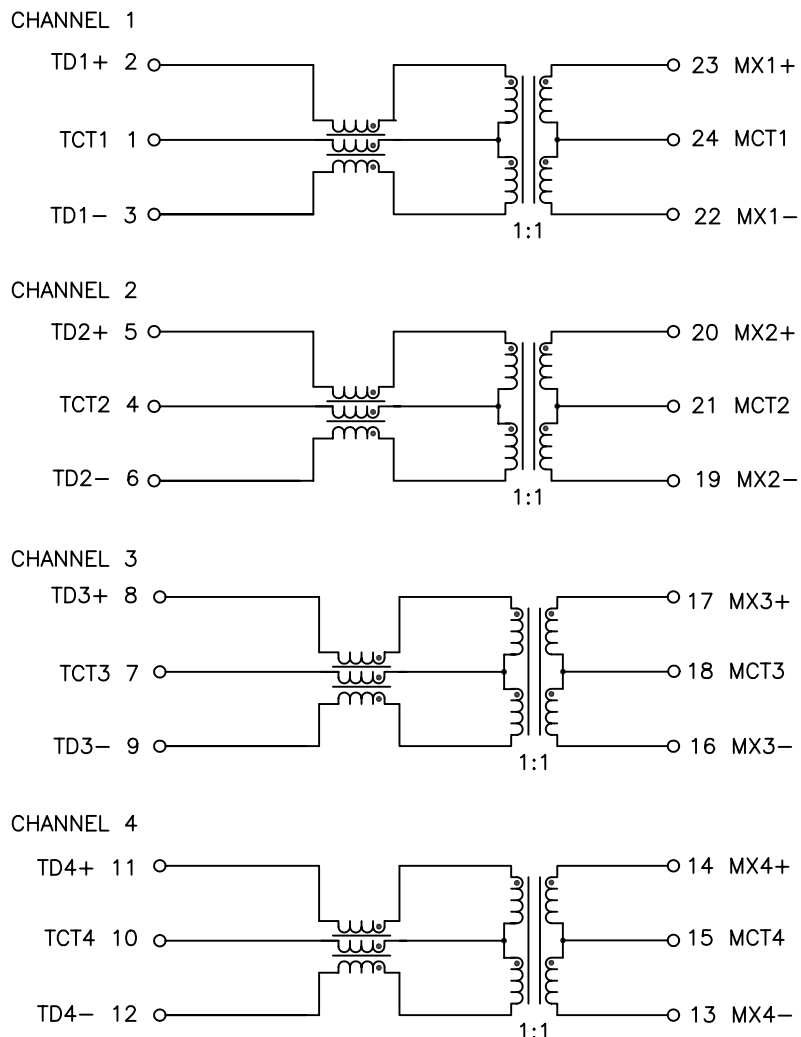 CHANNEL 1
TD1+ 2 23 MX1+
TCT1 1 24 MCT1
TD1− 3 22 MX1−
1:1
CHANNEL 2
TD2+ 5 20 MX2+
TCT2 4 21 MCT2
TD2− 6 19 MX2−
1:1
CHANNEL 3
TD3+ 8 17 MX3+
TCT3 7 18 MCT3
TD3− 9 16 MX3−
1:1
CHANNEL 4
TD4+ 11 14 MX4+
TCT4 10 15 MCT4
TD4− 12 13 MX4−
1:1